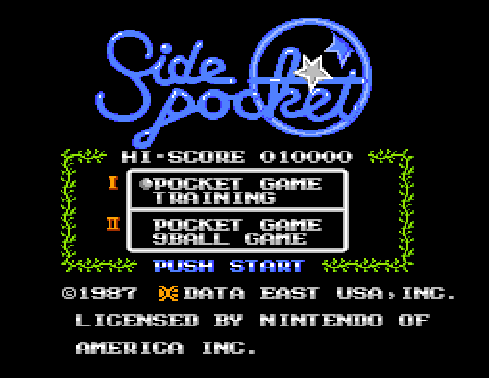 Side
pocket
HI-SCORE 010000
I POCKET GAME
TRAINING
II POCKET GAME
9BALL GAME
PUSH START
©1987 DATA EAST USA, INC.
LICENSED BY NINTENDO OF
AMERICA INC.